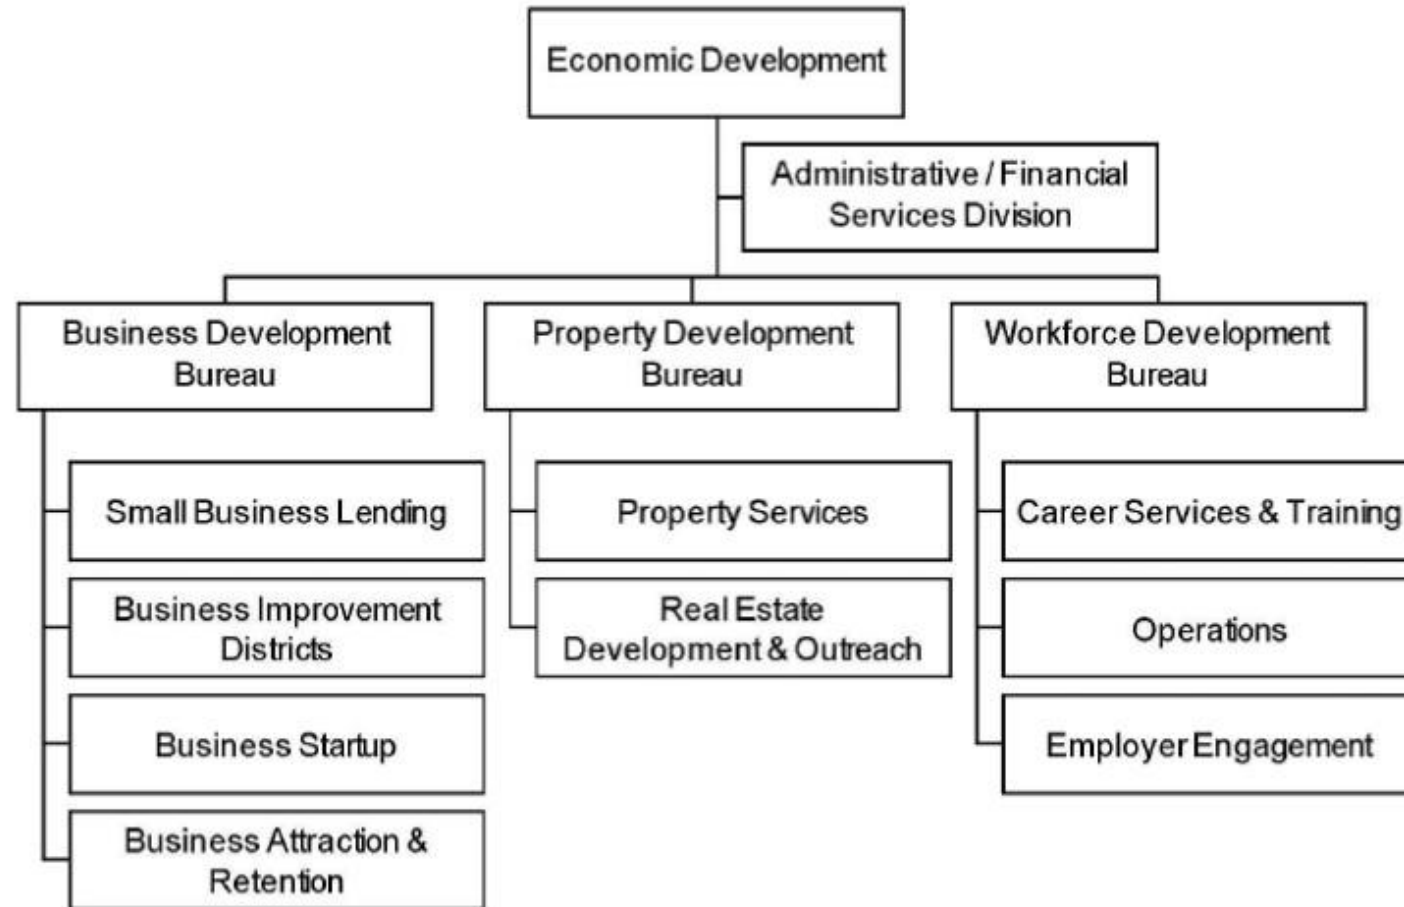 Economic Development
Administrative / Financial
Services Division
Business Development
Bureau
Property Development
Bureau
Workforce Development
Bureau
Small Business Lending
Business Improvement
Districts
Business Startup
Business Attraction &
Retention
Property Services
Real Estate
Development & Outreach
Career Services & Training
Operations
Employer Engagement